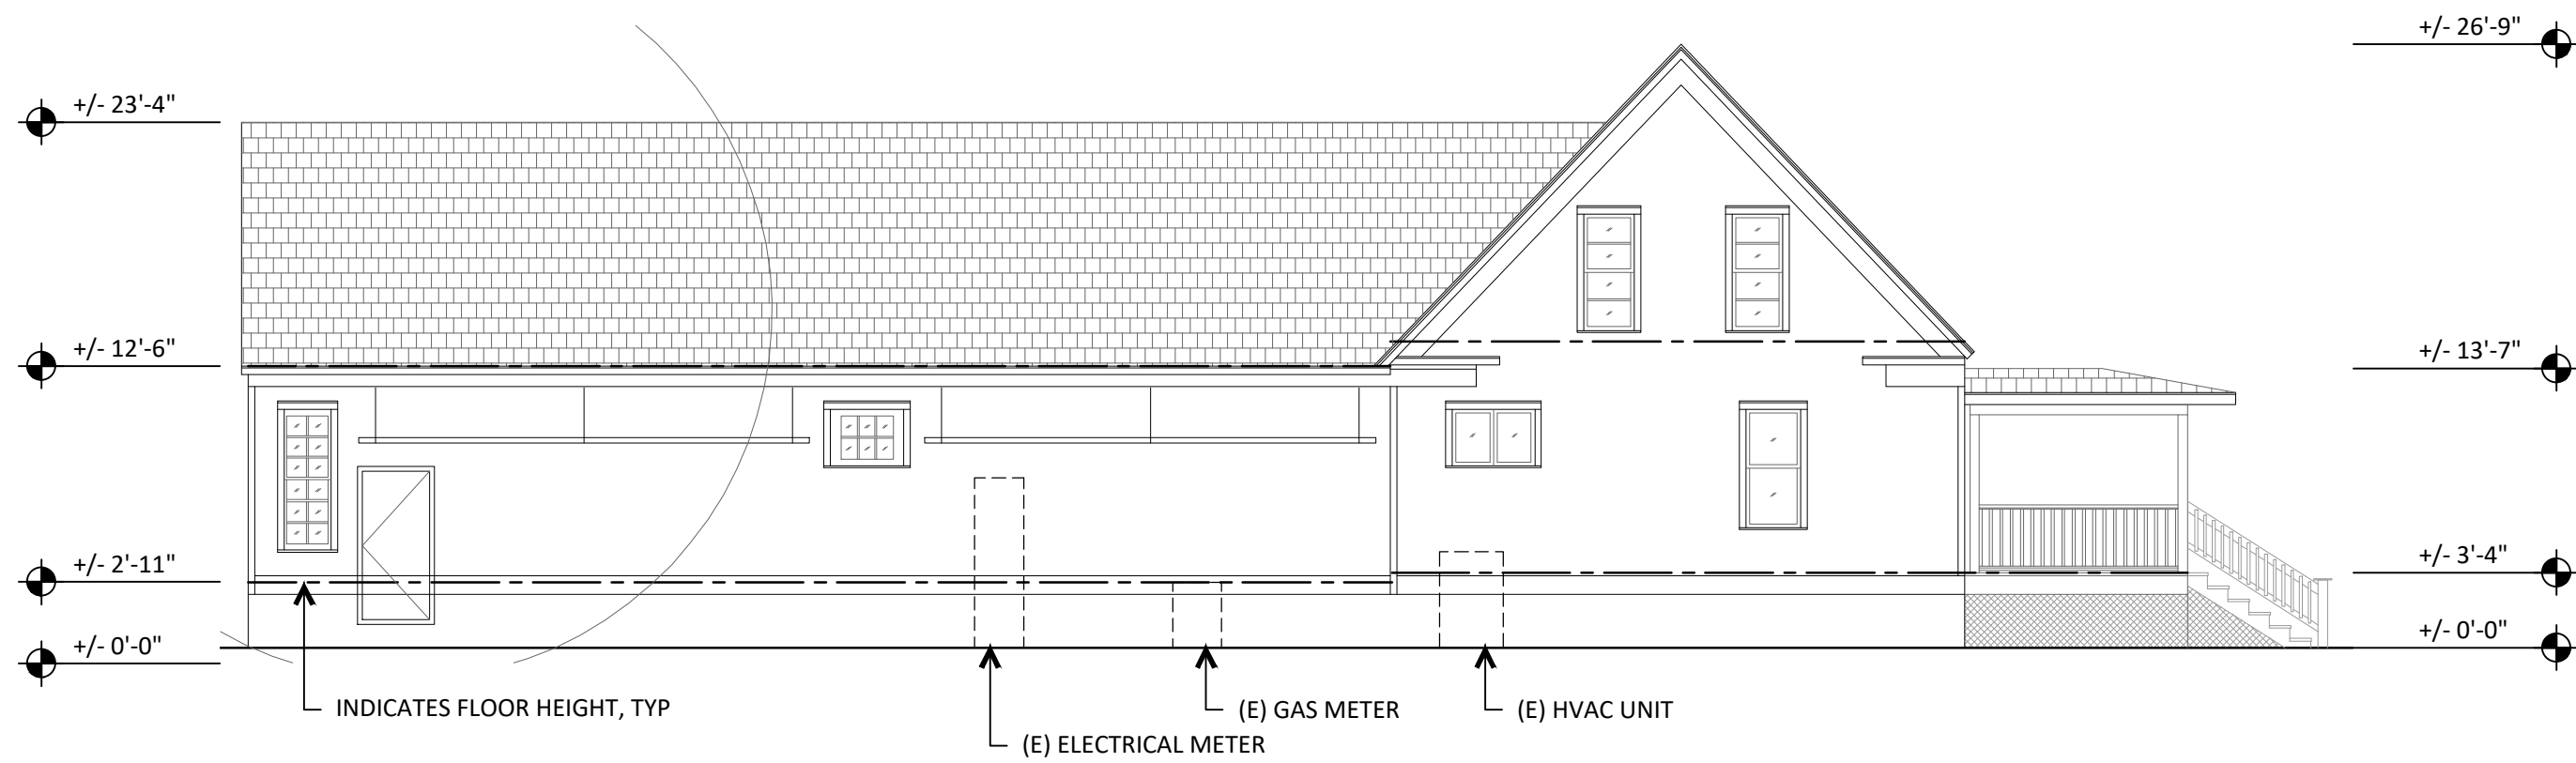 +/- 26'-9"
+/- 23'-4"
+/- 12'-6"
+/- 13'-7"
+/- 2'-11"
+/- 3'-4"
+/- 0'-0"
+/- 0'-0"
INDICATES FLOOR HEIGHT, TYP
(E) GAS METER
(E) HVAC UNIT
(E) ELECTRICAL METER